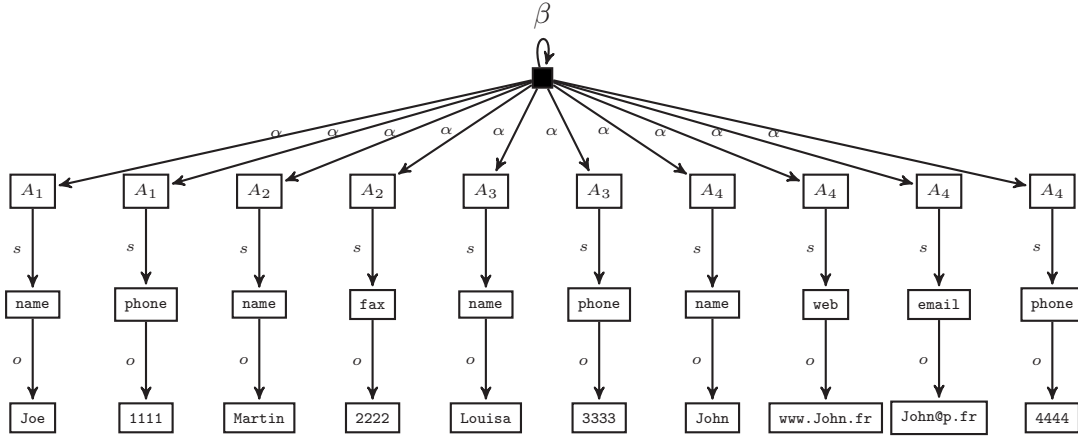 β
α α α α α α α α α α
A₁ A₁ A₂ A₂ A₃ A₃ A₄ A₄ A₄ A₄
s s s s s s s s s s
name phone name fax name phone name web email phone
o o o o o o o o o o
Joe 1111 Martin 2222 Louisa 3333 John www.John.fr John@p.fr 4444